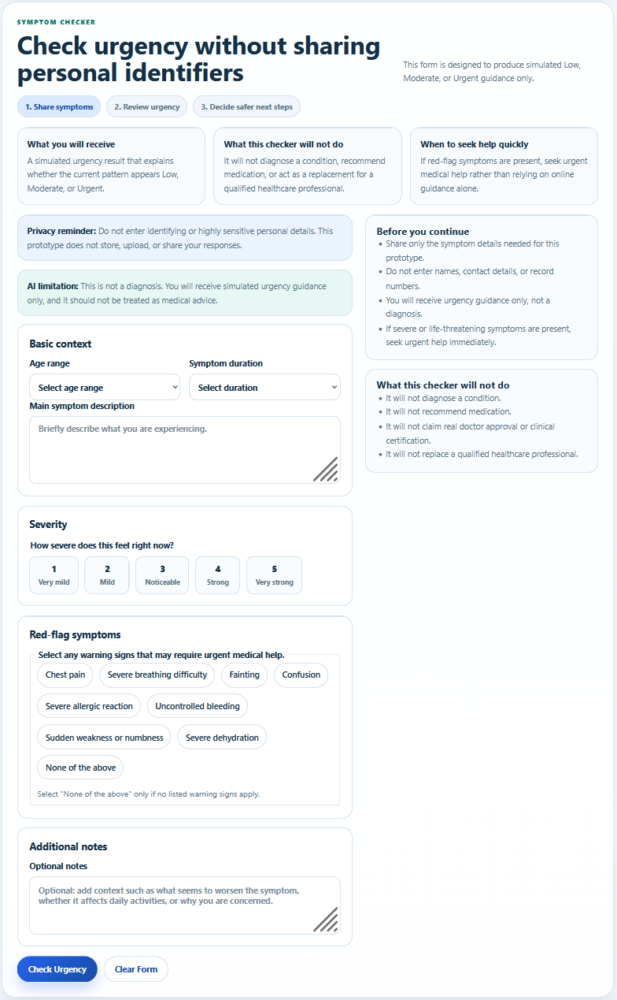 SYMPTOM CHECKER
Check urgency without sharing
personal identifiers
This form is designed to produce simulated Low,
Moderate, or Urgent guidance only.
1. Share symptoms
2. Review urgency
3. Decide safer next steps
What you will receive
A simulated urgency result that explains
whether the current pattern appears Low,
Moderate, or Urgent.
What this checker will not do
It will not diagnose a condition, recommend
medication, or act as a replacement for a
qualified healthcare professional.
When to seek help quickly
If red-flag symptoms are present, seek urgent
medical help rather than relying on online
guidance alone.
Privacy reminder: Do not enter identifying or highly sensitive personal details. This
prototype does not store, upload, or share your responses.
AI limitation: This is not a diagnosis. You will receive simulated urgency guidance
only, and it should not be treated as medical advice.
Basic context
Age range
Symptom duration
Select age range
Select duration
Main symptom description
Briefly describe what you are experiencing.
Severity
How severe does this feel right now?
1
Very mild
2
Mild
3
Noticeable
4
Strong
5
Very strong
Red-flag symptoms
Select any warning signs that may require urgent medical help.
Chest pain
Severe breathing difficulty
Fainting
Confusion
Severe allergic reaction
Uncontrolled bleeding
Sudden weakness or numbness
Severe dehydration
None of the above
Select "None of the above" only if no listed warning signs apply.
Additional notes
Optional notes
Optional: add context such as what seems to worsen the symptom,
whether it affects daily activities, or why you are concerned.
Check Urgency
Clear Form
Before you continue
• Share only the symptom details needed for this
prototype.
• Do not enter names, contact details, or record
numbers.
• You will receive urgency guidance only, not a
diagnosis.
• If severe or life-threatening symptoms are present,
seek urgent help immediately.
What this checker will not do
• It will not diagnose a condition.
• It will not recommend medication.
• It will not claim real doctor approval or clinical
certification.
• It will not replace a qualified healthcare professional.